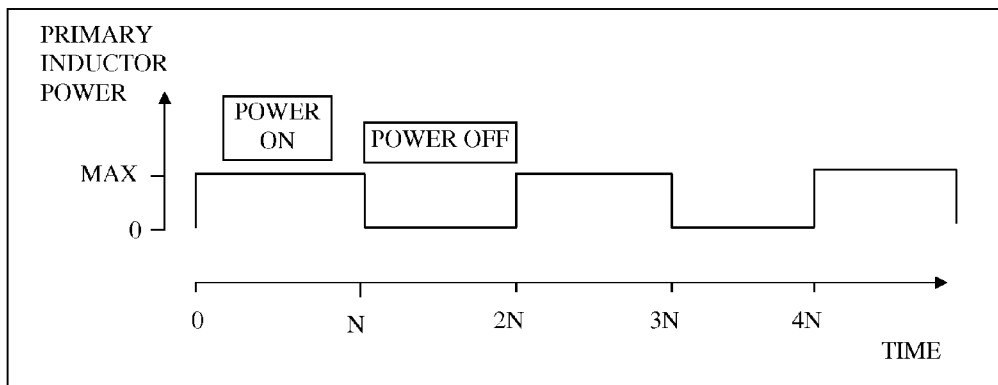 PRIMARY
INDUCTOR
POWER
POWER
ON
POWER OFF
MAX
0
0
N
2N
3N
4N
TIME